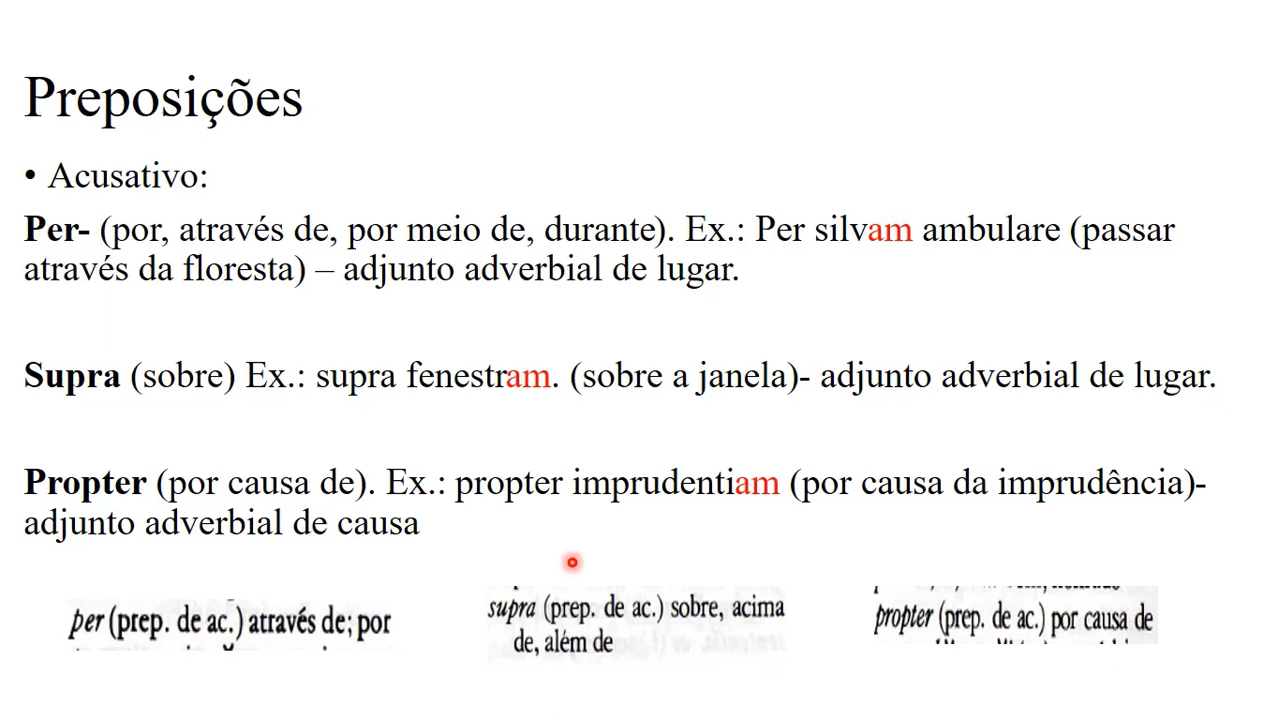 Preposições
• Acusativo:
Per- (por, através de, por meio de, durante). Ex.: Per silvam ambulare (passar
através da floresta) – adjunto adverbial de lugar.
Supra (sobre) Ex.: supra fenestram. (sobre a janela)- adjunto adverbial de lugar.
Propter (por causa de). Ex.: propter imprudentiam (por causa da imprudência)-
adjunto adverbial de causa
per (prep. de ac.) através de; por
supra (prep. de ac.) sobre, acima
de, além de
propter (prep. de ac.) por causa de